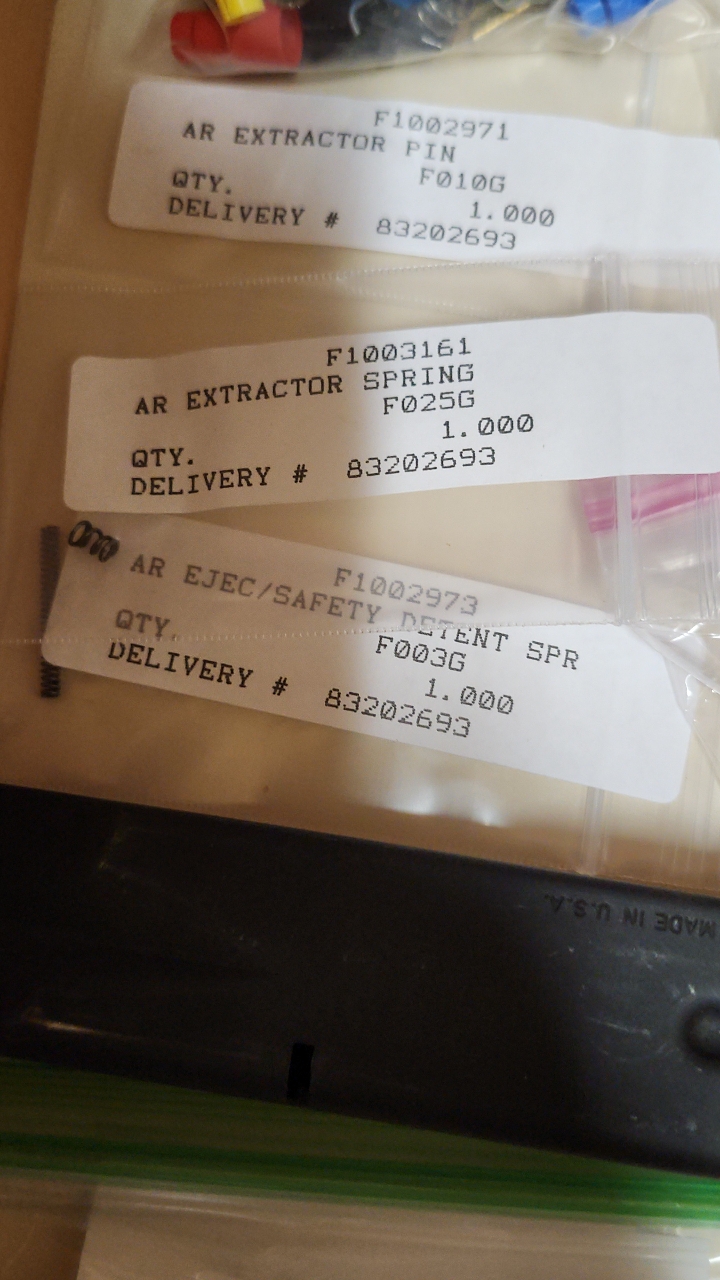 F1002971
AR EXTRACTOR PIN
F010G
QTY. 1.000
DELIVERY # 83202693
F1003161
AR EXTRACTOR SPRING
F025G
QTY. 1.000
DELIVERY # 83202693
F1002973
AR EJEC/SAFETY DETENT SPR
F003G
QTY. 1.000
DELIVERY # 83202693
MADE IN U.S.A.